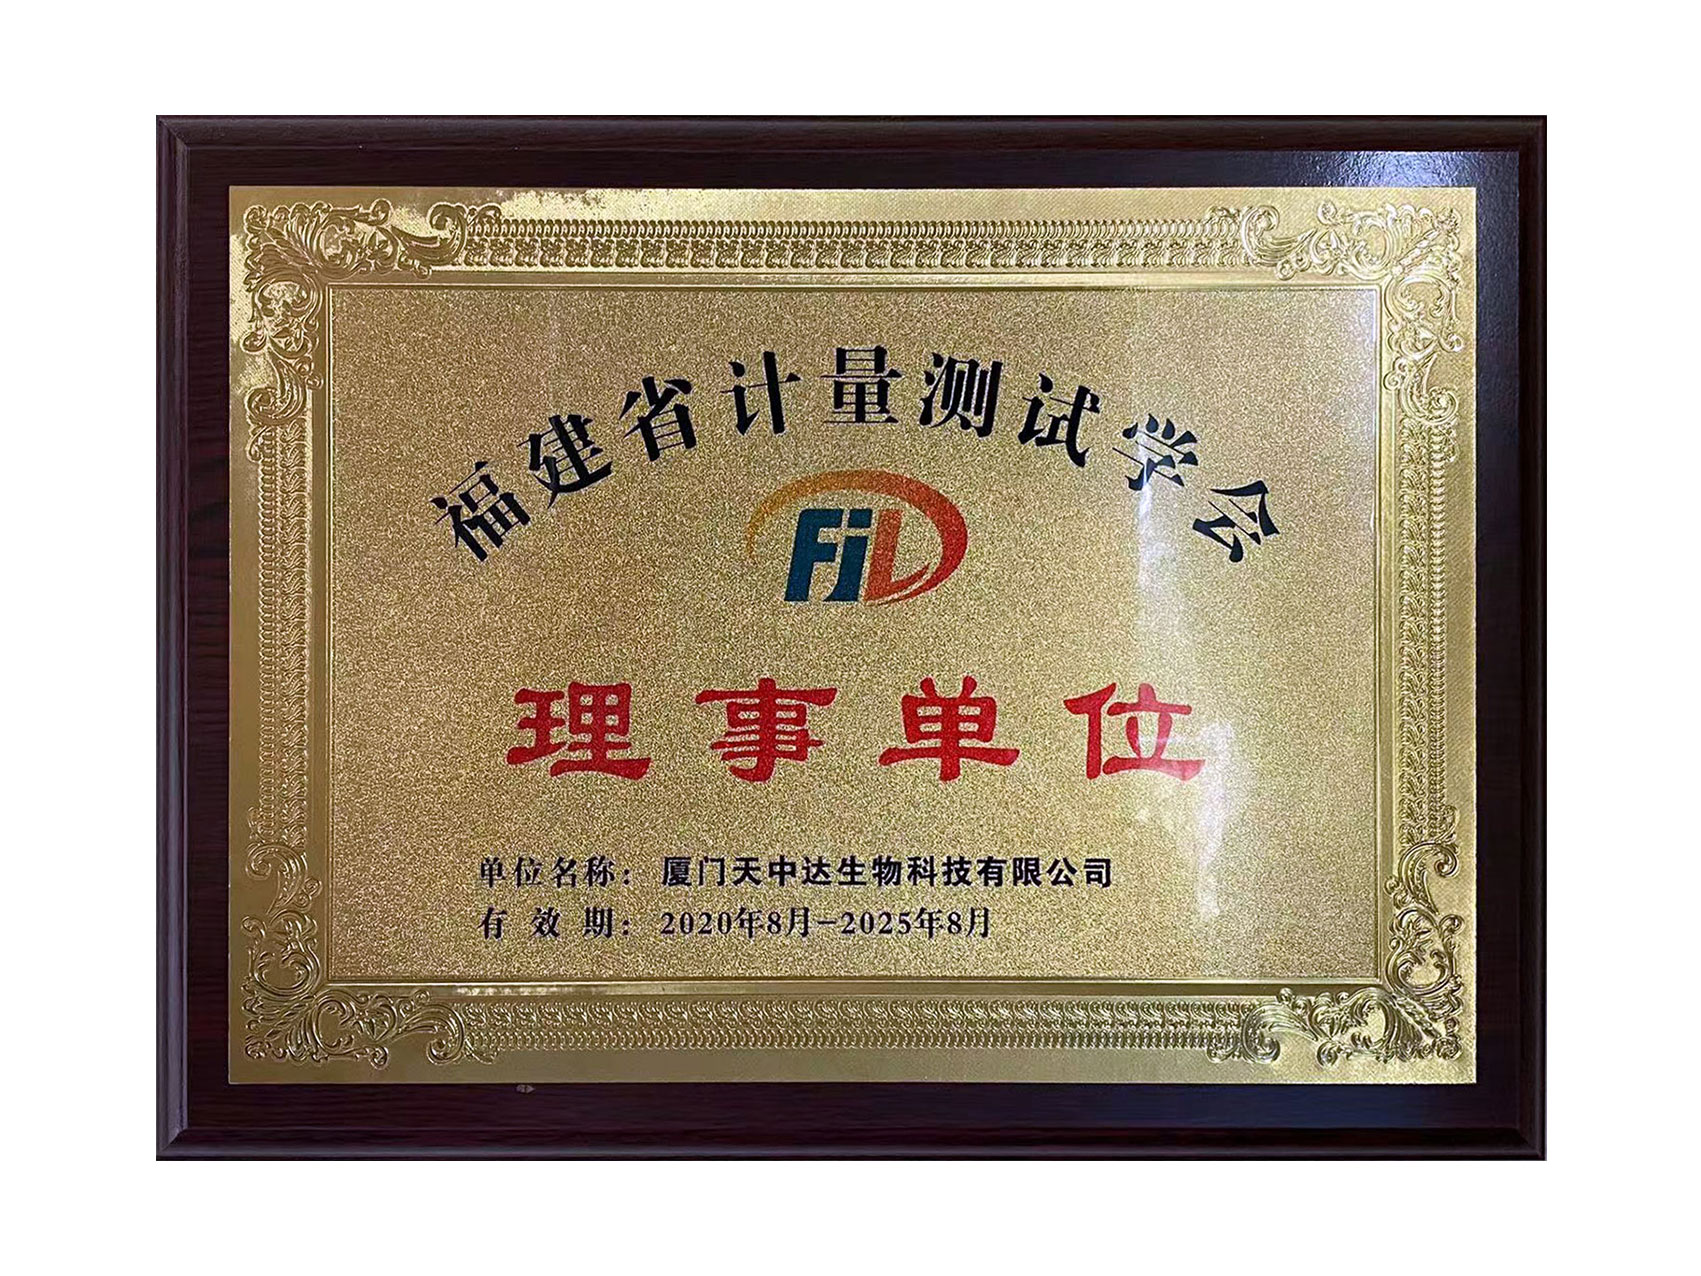 福建省计量测试学会
FJL
理事单位
单位名称：厦门天中达生物科技有限公司
有效期：2020年8月-2025年8月